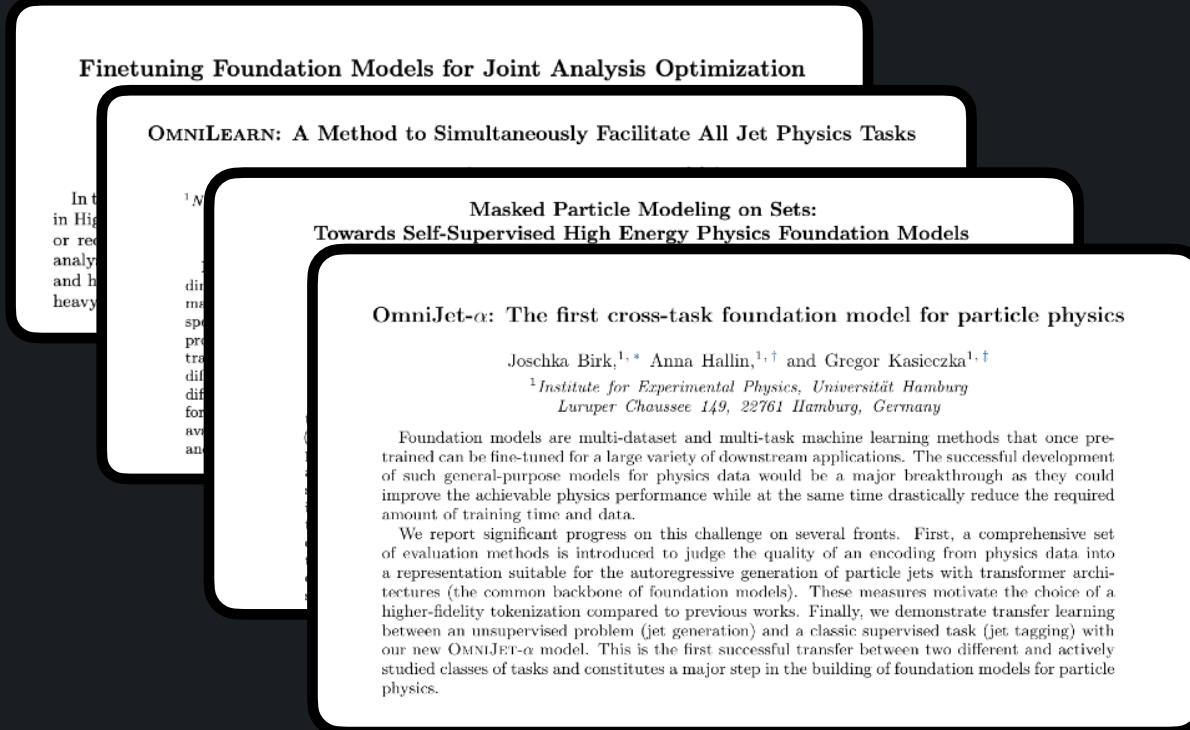 Finetuning Foundation Models for Joint Analysis Optimization
In t
in Hig
or rec
analy
and h
heavy
OMNILEARN: A Method to Simultaneously Facilitate All Jet Physics Tasks
¹N
din
ma
spe
pro
tra
dif
dif
for
ava
and
Masked Particle Modeling on Sets:
Towards Self-Supervised High Energy Physics Foundation Models
OmniJet-α: The first cross-task foundation model for particle physics
Joschka Birk,¹,* Anna Hallin,¹,† and Gregor Kasieczka¹,†
¹Institute for Experimental Physics, Universität Hamburg
Luruper Chaussee 149, 22761 Hamburg, Germany
Foundation models are multi-dataset and multi-task machine learning methods that once pre-
trained can be fine-tuned for a large variety of downstream applications. The successful development
of such general-purpose models for physics data would be a major breakthrough as they could
improve the achievable physics performance while at the same time drastically reduce the required
amount of training time and data.
We report significant progress on this challenge on several fronts. First, a comprehensive set
of evaluation methods is introduced to judge the quality of an encoding from physics data into
a representation suitable for the autoregressive generation of particle jets with transformer archi-
tectures (the common backbone of foundation models). These measures motivate the choice of a
higher-fidelity tokenization compared to previous works. Finally, we demonstrate transfer learning
between an unsupervised problem (jet generation) and a classic supervised task (jet tagging) with
our new OMNIJET-α model. This is the first successful transfer between two different and actively
studied classes of tasks and constitutes a major step in the building of foundation models for particle
physics.